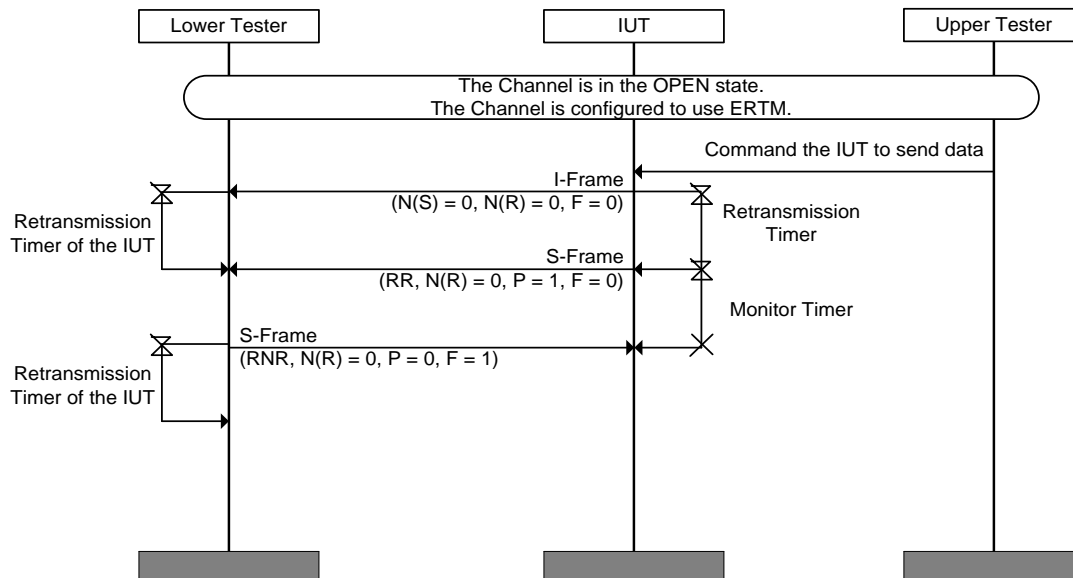 Lower Tester
IUT
Upper Tester
The Channel is in the OPEN state.
The Channel is configured to use ERTM.
Command the IUT to send data
I-Frame
(N(S) = 0, N(R) = 0, F = 0)
Retransmission
Timer of the IUT
Retransmission
Timer
S-Frame
(RR, N(R) = 0, P = 1, F = 0)
Monitor Timer
S-Frame
(RNR, N(R) = 0, P = 0, F = 1)
Retransmission
Timer of the IUT